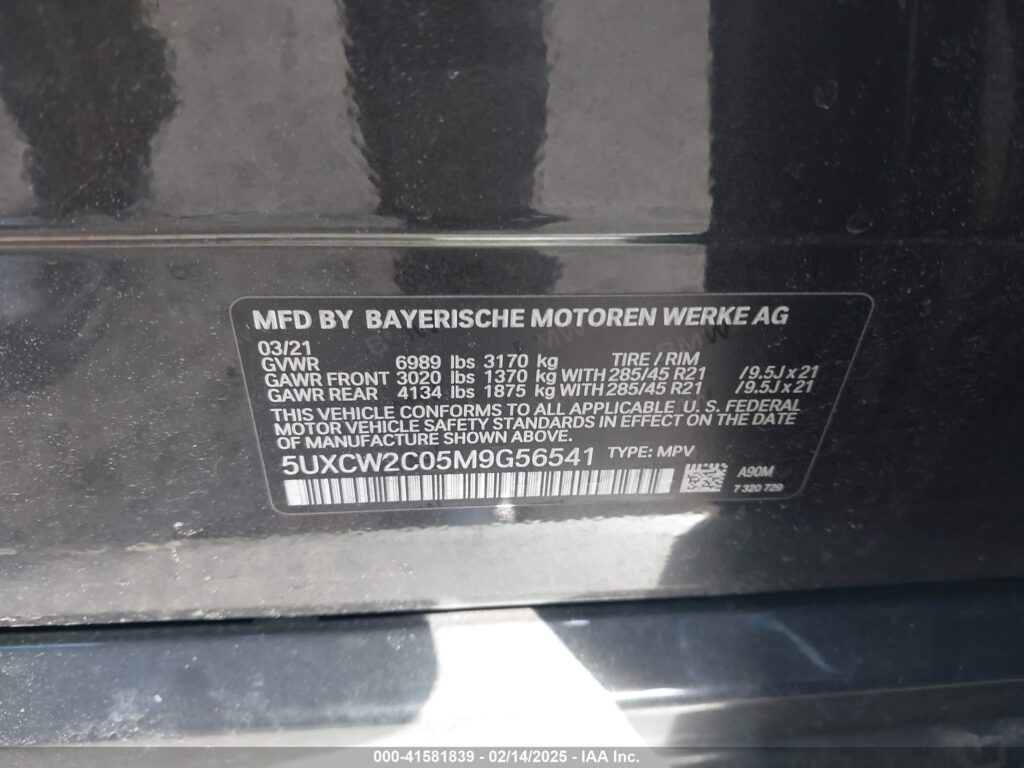 MFD BY BAYERISCHE MOTOREN WERKE AG
03/21
GVWR 6989 lbs 3170 kg TIRE / RIM
GAWR FRONT 3020 lbs 1370 kg WITH 285/45 R21 /9.5J x 21
GAWR REAR 4134 lbs 1875 kg WITH 285/45 R21 /9.5J x 21
THIS VEHICLE CONFORMS TO ALL APPLICABLE U. S. FEDERAL
MOTOR VEHICLE SAFETY STANDARDS IN EFFECT ON THE DATE
OF MANUFACTURE SHOWN ABOVE.
5UXCW2C05M9G56541 TYPE: MPV
A90M
7 320 729
000-41581839 - 02/14/2025 - IAA Inc.